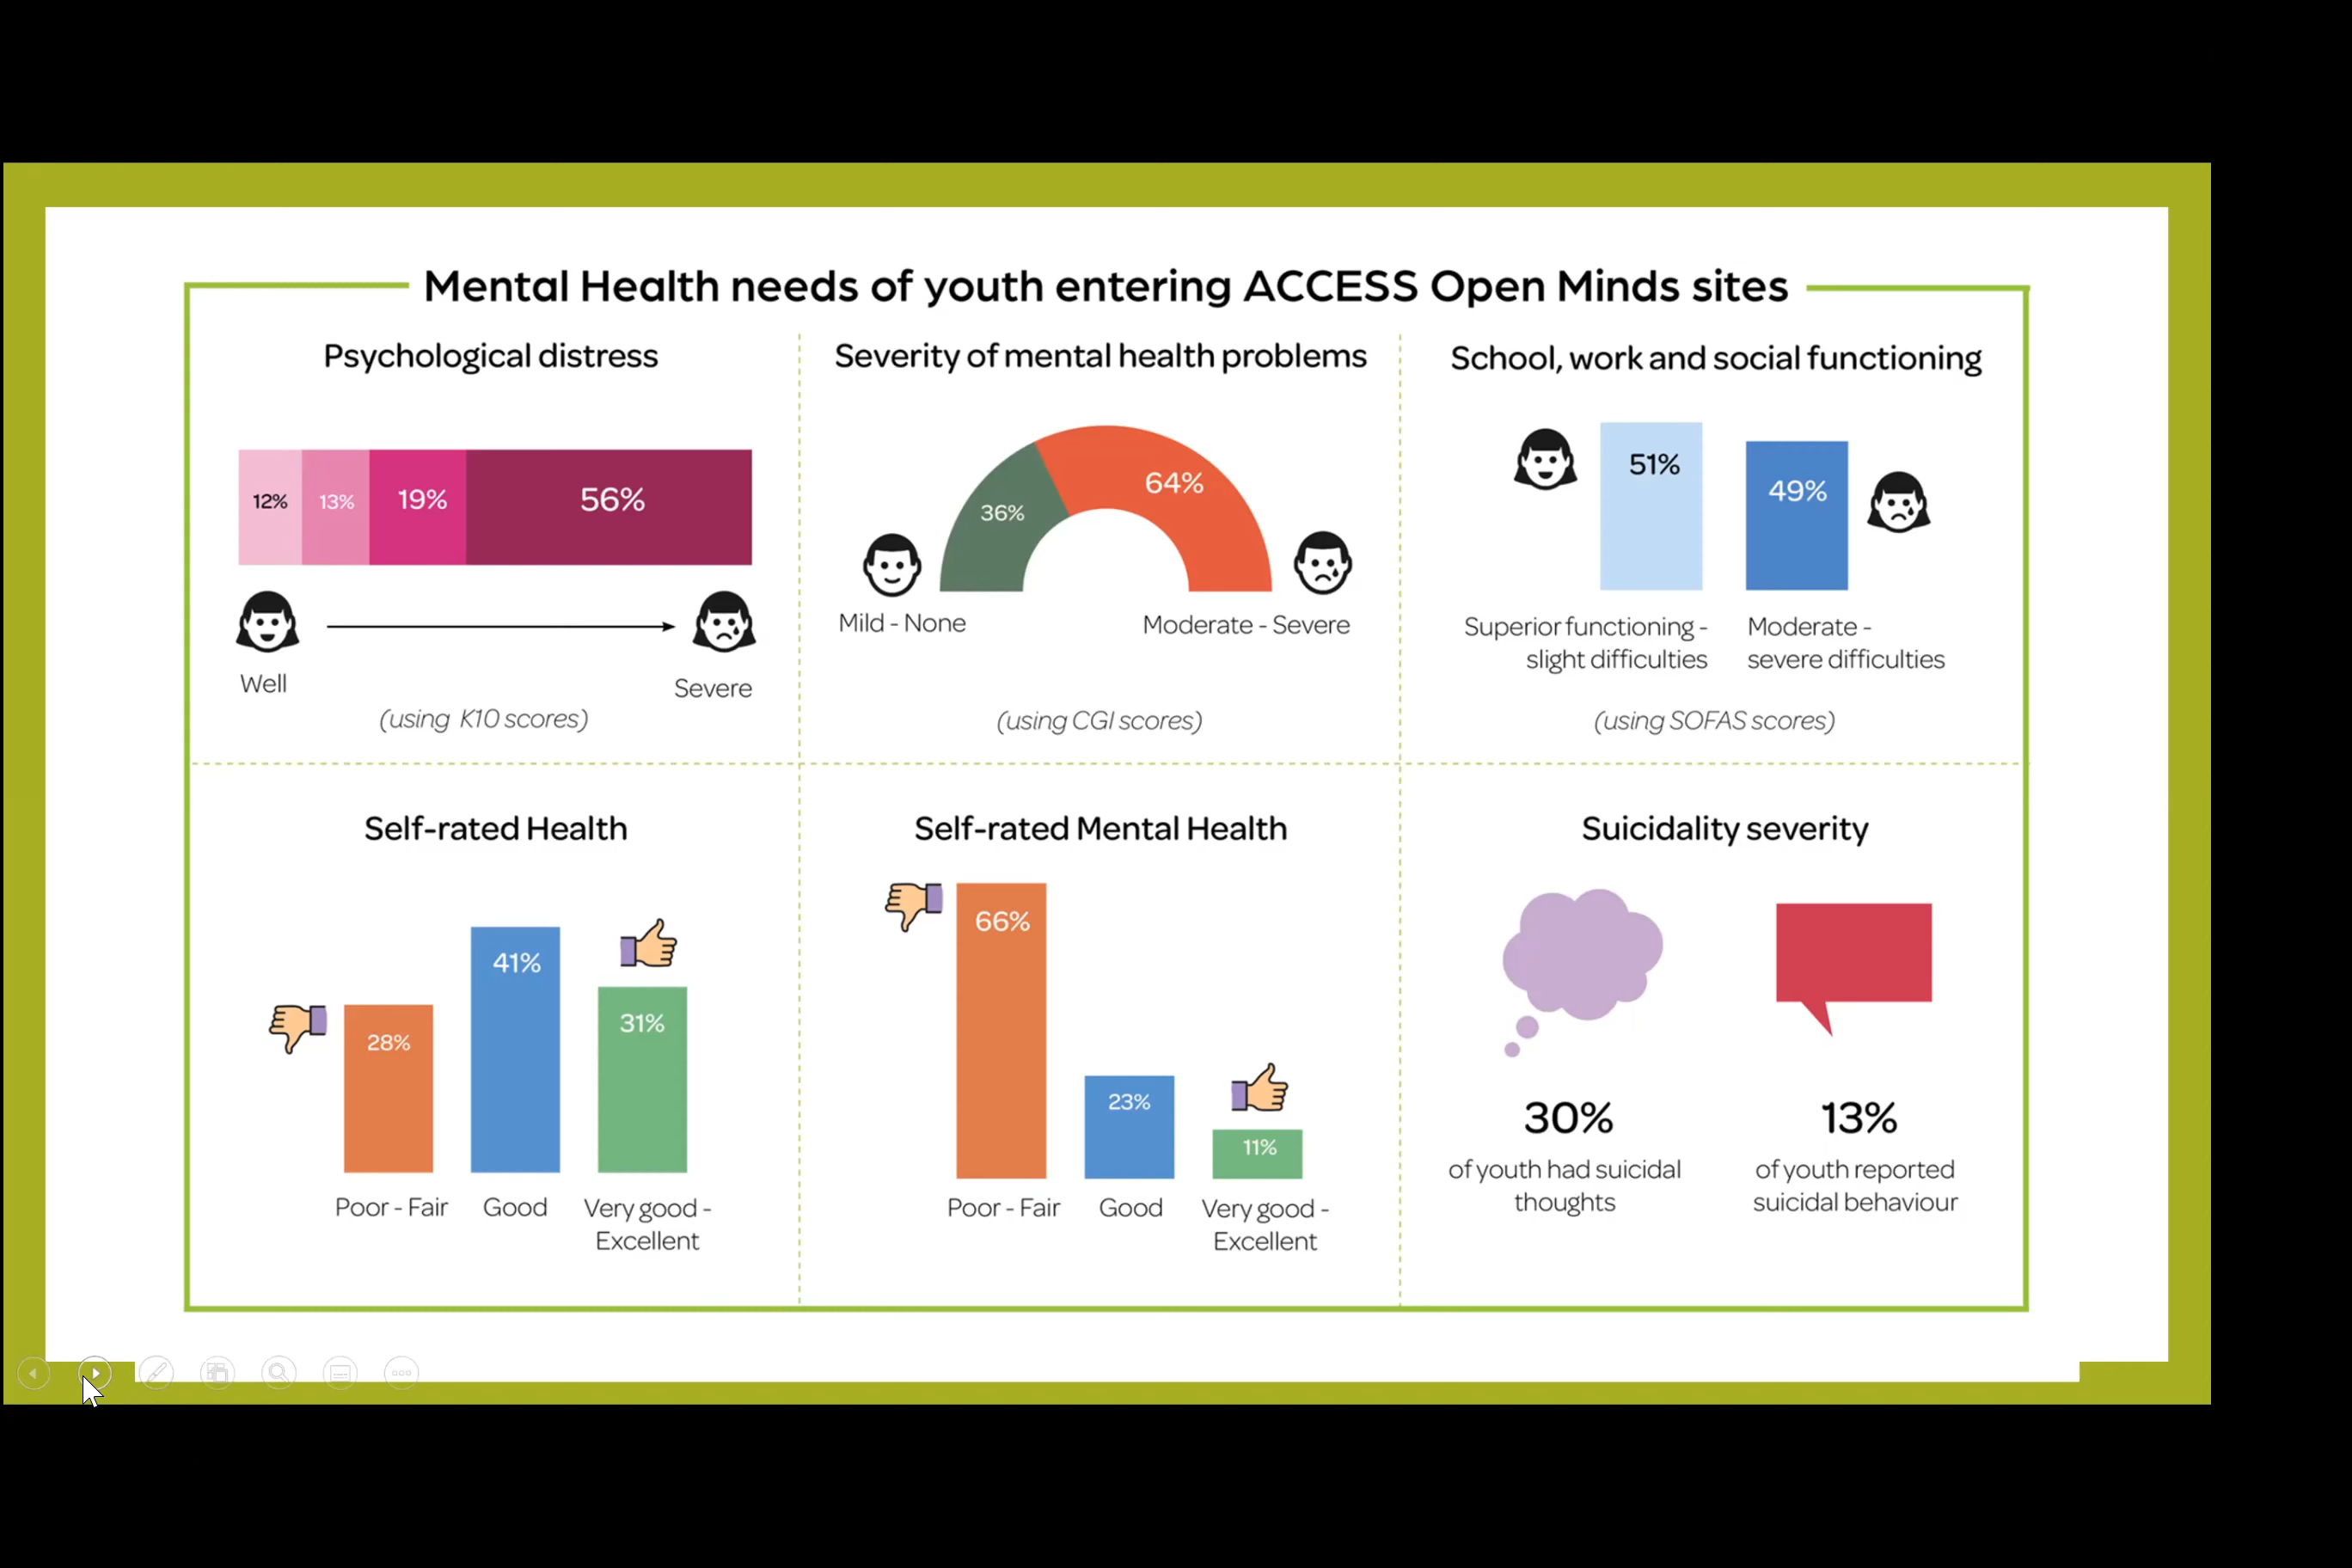 Mental Health needs of youth entering ACCESS Open Minds sites
Psychological distress
12% 13% 19% 56%
Well
Severe
(using K10 scores)
Severity of mental health problems
36%
64%
Mild - None
Moderate - Severe
(using CGI scores)
School, work and social functioning
51%
49%
Superior functioning -
slight difficulties
Moderate -
severe difficulties
(using SOFAS scores)
Self-rated Health
28%
41%
31%
Poor - Fair
Good
Very good -
Excellent
Self-rated Mental Health
66%
23%
11%
Poor - Fair
Good
Very good -
Excellent
Suicidality severity
30%
of youth had suicidal
thoughts
13%
of youth reported
suicidal behaviour